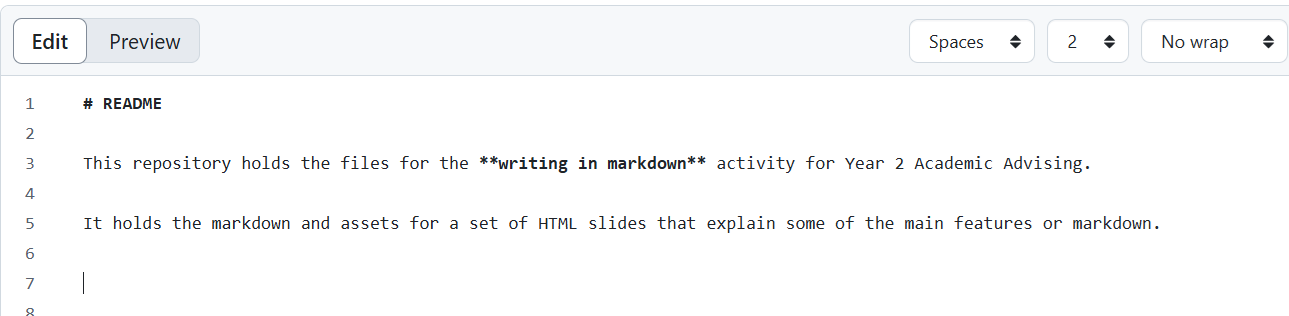 Edit Preview Spaces 2 No wrap
1 # README
2
3 This repository holds the files for the **writing in markdown** activity for Year 2 Academic Advising.
4
5 It holds the markdown and assets for a set of HTML slides that explain some of the main features or markdown.
6
7
8